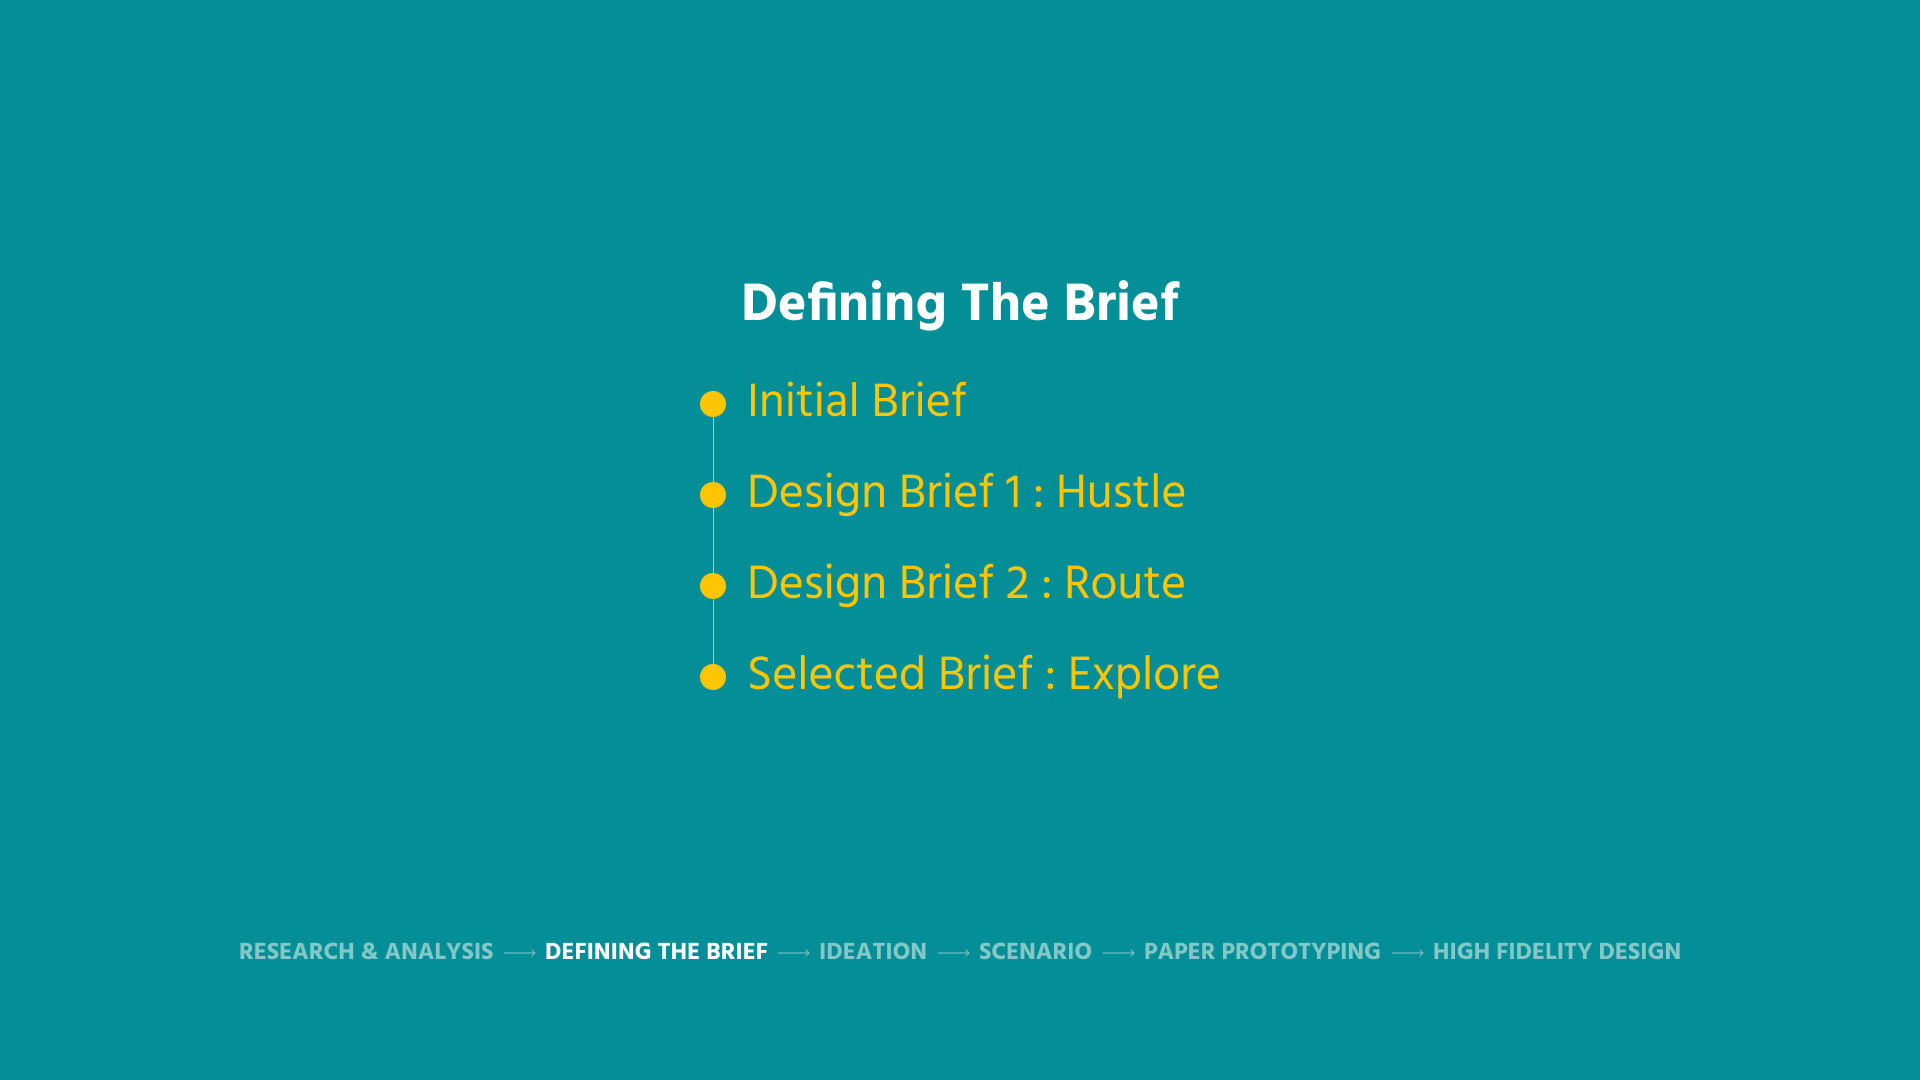 Defining The Brief
Initial Brief
Design Brief 1 : Hustle
Design Brief 2 : Route
Selected Brief : Explore
RESEARCH & ANALYSIS → DEFINING THE BRIEF → IDEATION → SCENARIO → PAPER PROTOTYPING → HIGH FIDELITY DESIGN